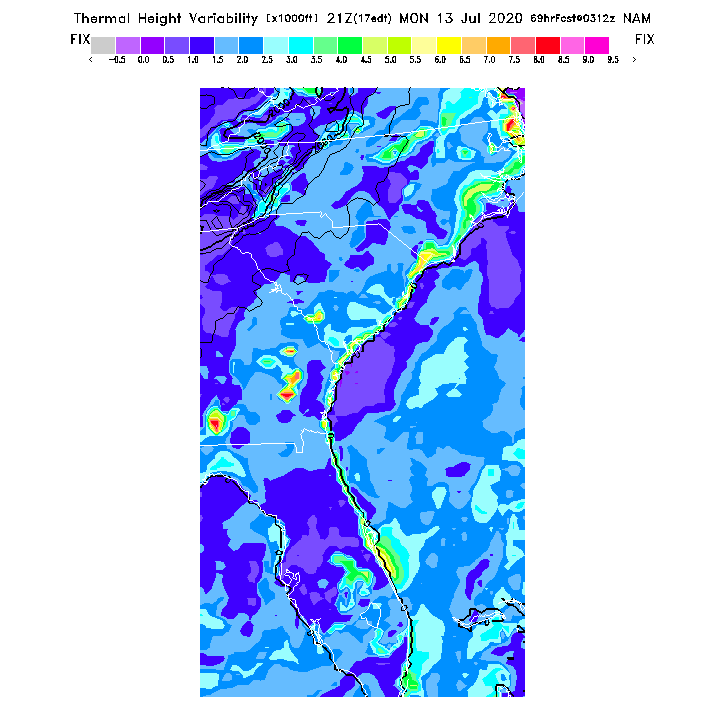 Thermal Height Variability [x1000ft] 21Z(17edt) MON 13 Jul 2020 69hrFcst@0312z NAM
FIX FIX
< -0.5 0.0 0.5 1.0 1.5 2.0 2.5 3.0 3.5 4.0 4.5 5.0 5.5 6.0 6.5 7.0 7.5 8.0 8.5 9.0 9.5 >